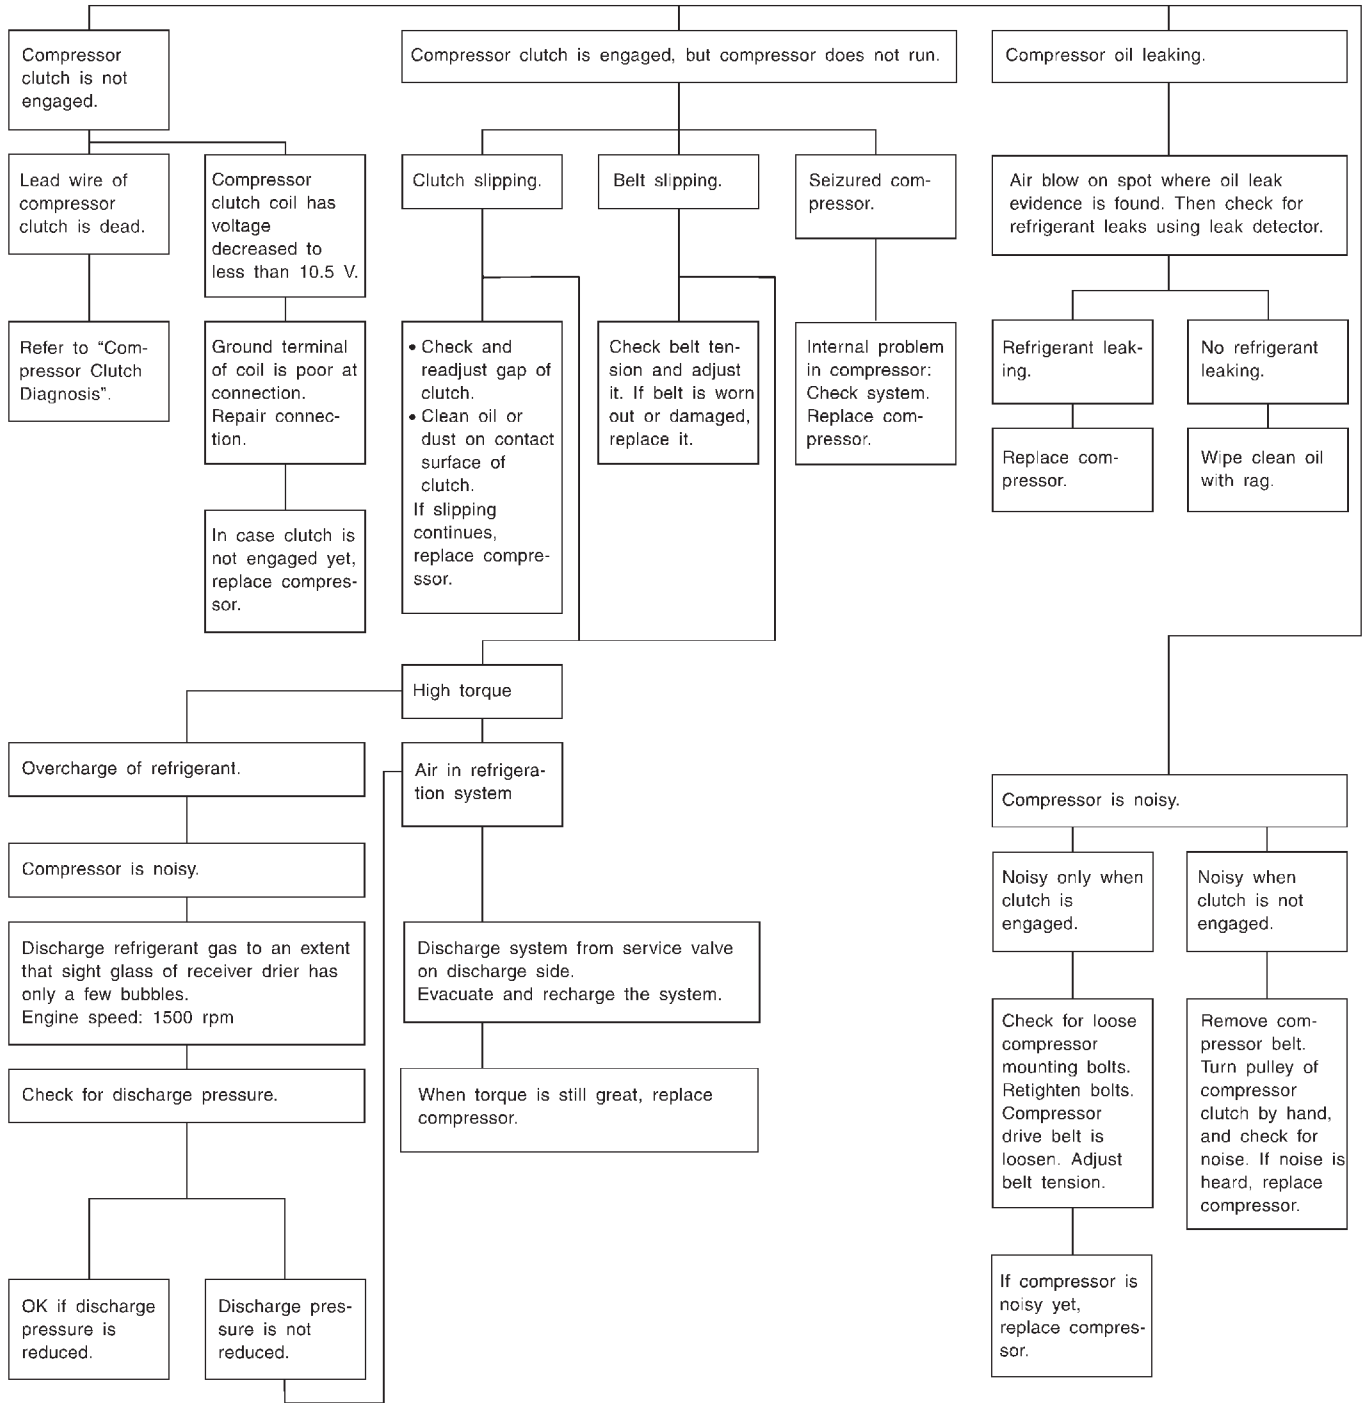 Compressor
clutch is not
engaged.
Compressor clutch is engaged, but compressor does not run.
Compressor oil leaking.
Lead wire of
compressor
clutch is dead.
Compressor
clutch coil has
voltage
decreased to
less than 10.5 V.
Clutch slipping.
Belt slipping.
Seizured com-
pressor.
Air blow on spot where oil leak
evidence is found. Then check for
refrigerant leaks using leak detector.
Refer to “Com-
pressor Clutch
Diagnosis”.
Ground terminal
of coil is poor at
connection.
Repair connec-
tion.
• Check and
readjust gap of
clutch.
• Clean oil or
dust on contact
surface of
clutch.
If slipping
continues,
replace compre-
ssor.
Check belt ten-
sion and adjust
it. If belt is worn
out or damaged,
replace it.
Internal problem
in compressor:
Check system.
Replace com-
pressor.
Refrigerant leak-
ing.
No refrigerant
leaking.
Replace com-
pressor.
Wipe clean oil
with rag.
In case clutch is
not engaged yet,
replace compres-
sor.
High torque
Overcharge of refrigerant.
Air in refrigera-
tion system
Compressor is noisy.
Compressor is noisy.
Noisy only when
clutch is
engaged.
Noisy when
clutch is not
engaged.
Discharge refrigerant gas to an extent
that sight glass of receiver drier has
only a few bubbles.
Engine speed: 1500 rpm
Discharge system from service valve
on discharge side.
Evacuate and recharge the system.
Check for loose
compressor
mounting bolts.
Retighten bolts.
Compressor
drive belt is
loosen. Adjust
belt tension.
Remove com-
pressor belt.
Turn pulley of
compressor
clutch by hand,
and check for
noise. If noise is
heard, replace
compressor.
Check for discharge pressure.
When torque is still great, replace
compressor.
OK if discharge
pressure is
reduced.
Discharge pres-
sure is not
reduced.
If compressor is
noisy yet,
replace compres-
sor.